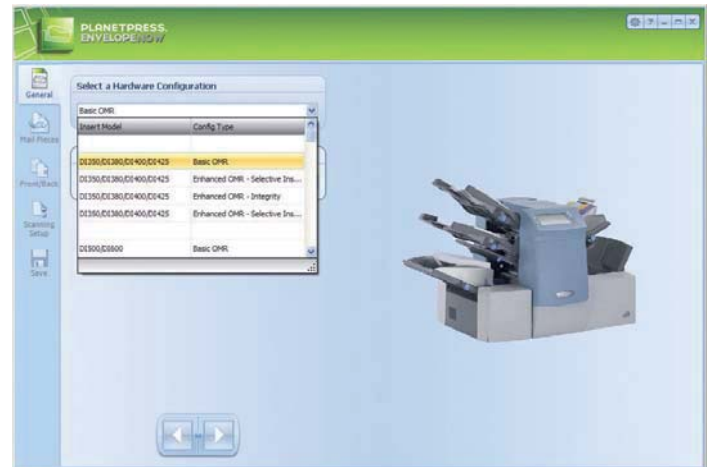 PLANETPRESS.
ENVELOPENOW
General
Mail Pieces
Front/Back
Scanning
Setup
Save
Select a Hardware Configuration
Basic OMR
Insert Model Config Type
DI350/DI380/DI400/DI425 Basic OMR
DI350/DI380/DI400/DI425 Enhanced OMR - Selective Ins...
DI350/DI380/DI400/DI425 Enhanced OMR - Integrity
DI350/DI380/DI400/DI425 Enhanced OMR - Selective Ins...
DI500/DI600 Basic OMR